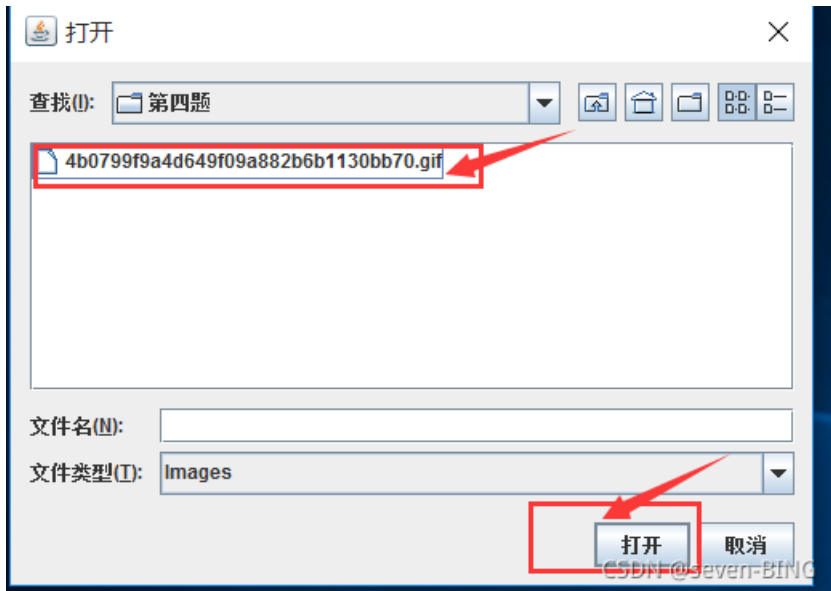 打开
查找(I):
第四题
4b0799f9a4d649f09a882b6b1130bb70.gif
文件名(N):
文件类型(T):
Images
打开
取消
CSDN @seven-BING